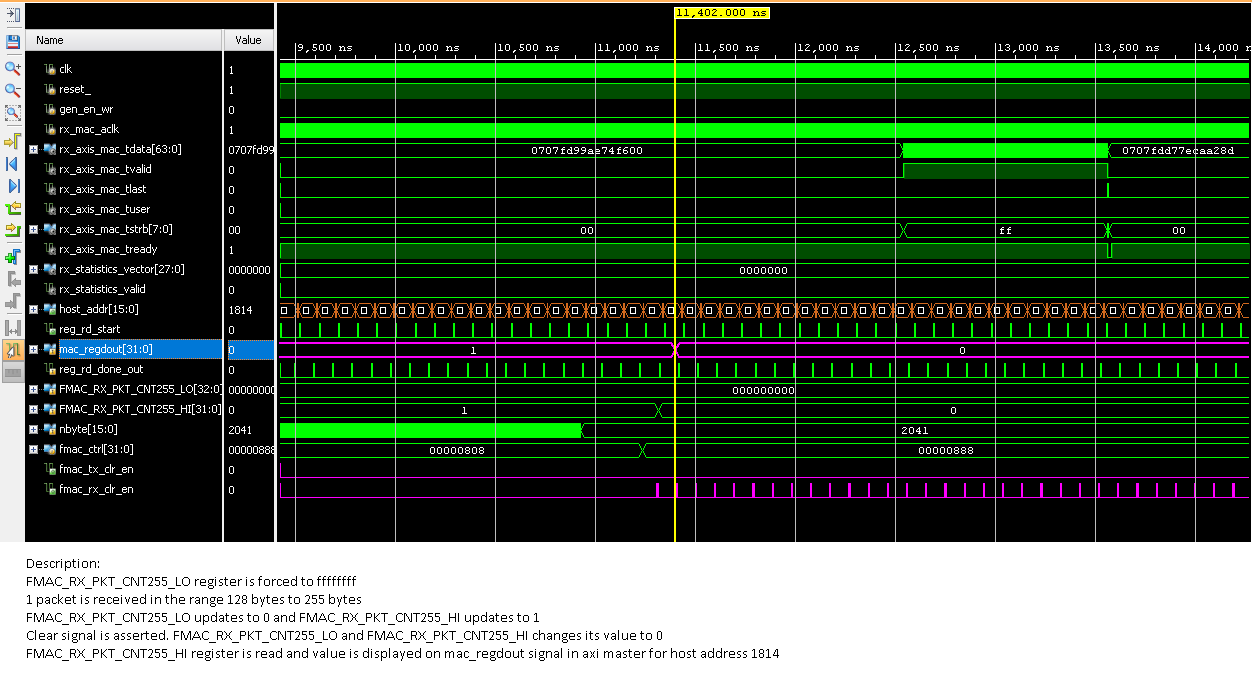 11,402.000 ns
Name Value
9,500 ns 10,000 ns 10,500 ns 11,000 ns 11,500 ns 12,000 ns 12,500 ns 13,000 ns 13,500 ns 14,000 n
clk 1
reset_ 1
gen_en_wr 0
rx_mac_aclk 1
rx_axis_mac_tdata[63:0] 0707fd99 0707fd99ae74f600 0707fdd77ecaa28d
rx_axis_mac_tvalid 0
rx_axis_mac_tlast 0
rx_axis_mac_tuser 0
rx_axis_mac_tstrb[7:0] 00 00 ff 00
rx_axis_mac_tready 1
rx_statistics_vector[27:0] 0000000 0000000
rx_statistics_valid 0
host_addr[15:0] 1814
reg_rd_start 0
mac_regdout[31:0] 0 1 0
reg_rd_done_out 0
FMAC_RX_PKT_CNT255_LO[32:0] 00000000 000000000
FMAC_RX_PKT_CNT255_HI[31:0] 0 1 0
nbyte[15:0] 2041 2041
fmac_ctrl[31:0] 00000888 00000808 00000888
fmac_tx_clr_en 0
fmac_rx_clr_en 0
Description:
FMAC_RX_PKT_CNT255_LO register is forced to ffffffff
1 packet is received in the range 128 bytes to 255 bytes
FMAC_RX_PKT_CNT255_LO updates to 0 and FMAC_RX_PKT_CNT255_HI updates to 1
Clear signal is asserted. FMAC_RX_PKT_CNT255_LO and FMAC_RX_PKT_CNT255_HI changes its value to 0
FMAC_RX_PKT_CNT255_HI register is read and value is displayed on mac_regdout signal in axi master for host address 1814